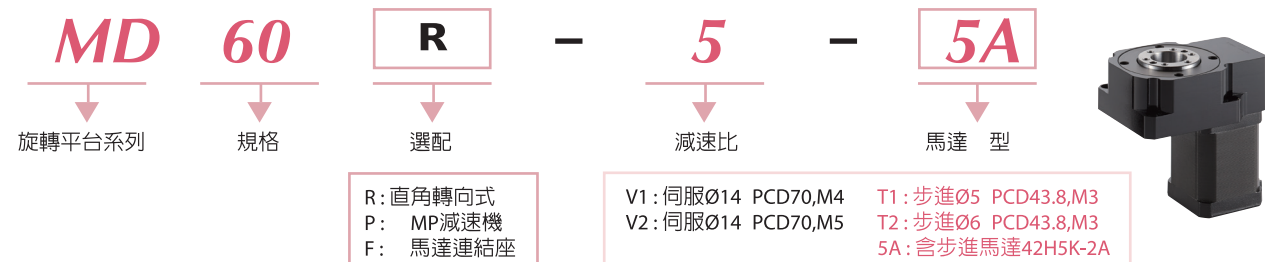 MD 60 R – 5 – 5A
旋轉平台系列 規格 選配 減速比 馬達 型
R : 直角轉向式
P : MP減速機
F : 馬達連結座
V1 : 伺服Ø14 PCD70,M4
V2 : 伺服Ø14 PCD70,M5
T1 : 步進Ø5 PCD43.8,M3
T2 : 步進Ø6 PCD43.8,M3
5A : 含步進馬達42H5K-2A